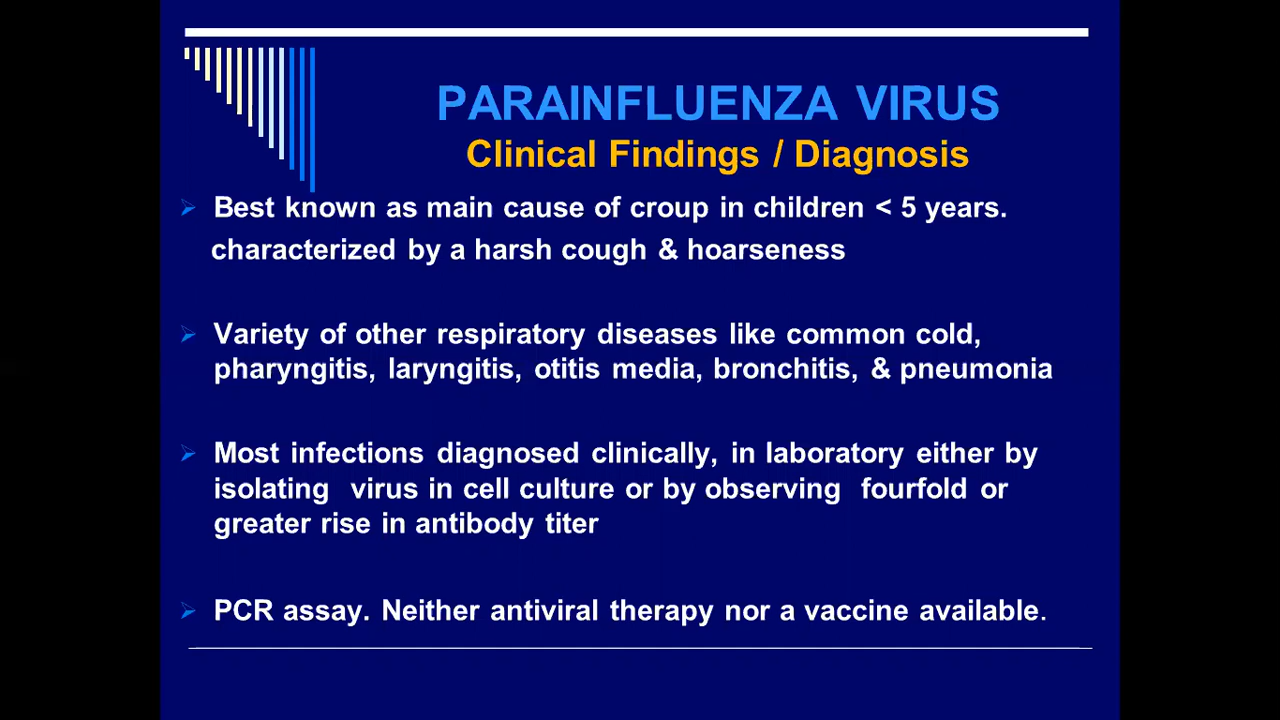 PARAINFLUENZA VIRUS
Clinical Findings / Diagnosis
Best known as main cause of croup in children < 5 years.
characterized by a harsh cough & hoarseness
Variety of other respiratory diseases like common cold,
pharyngitis, laryngitis, otitis media, bronchitis, & pneumonia
Most infections diagnosed clinically, in laboratory either by
isolating virus in cell culture or by observing fourfold or
greater rise in antibody titer
PCR assay. Neither antiviral therapy nor a vaccine available.